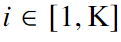 i ∈ [1, K]